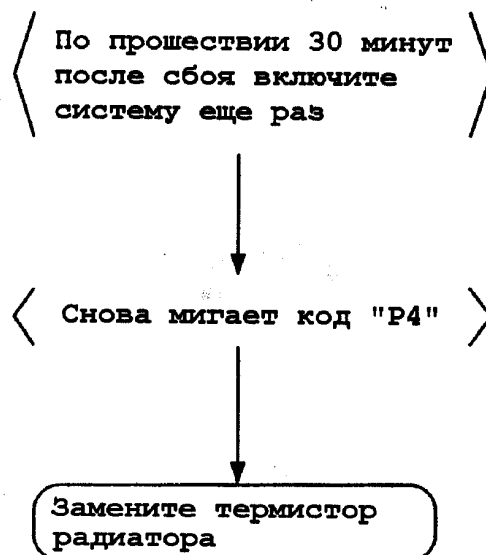 По прошествии 30 минут
после сбоя включите
систему еще раз
Снова мигает код "P4"
Замените термистор
радиатора